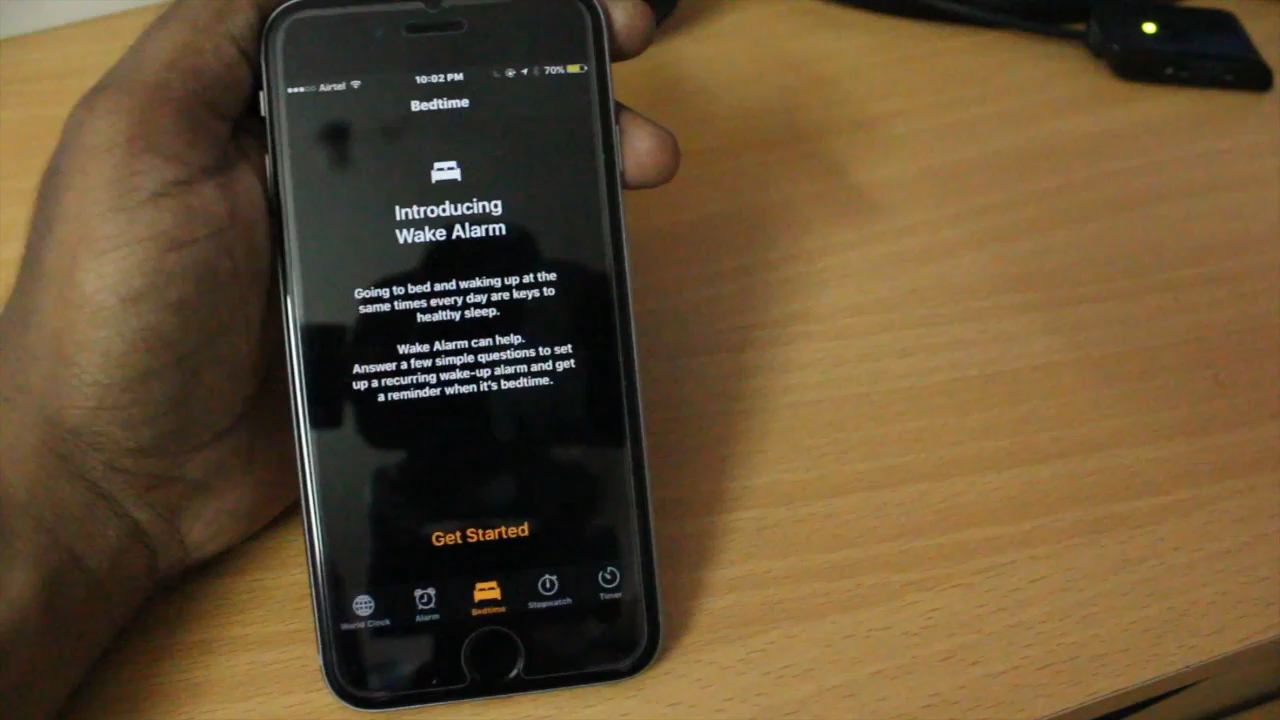 Airtel 10:02 PM 70%
Bedtime
Introducing
Wake Alarm
Going to bed and waking up at the
same times every day are keys to
healthy sleep.
Wake Alarm can help.
Answer a few simple questions to set
up a recurring wake-up alarm and get
a reminder when it's bedtime.
Get Started
World Clock Alarm Bedtime Stopwatch Timer